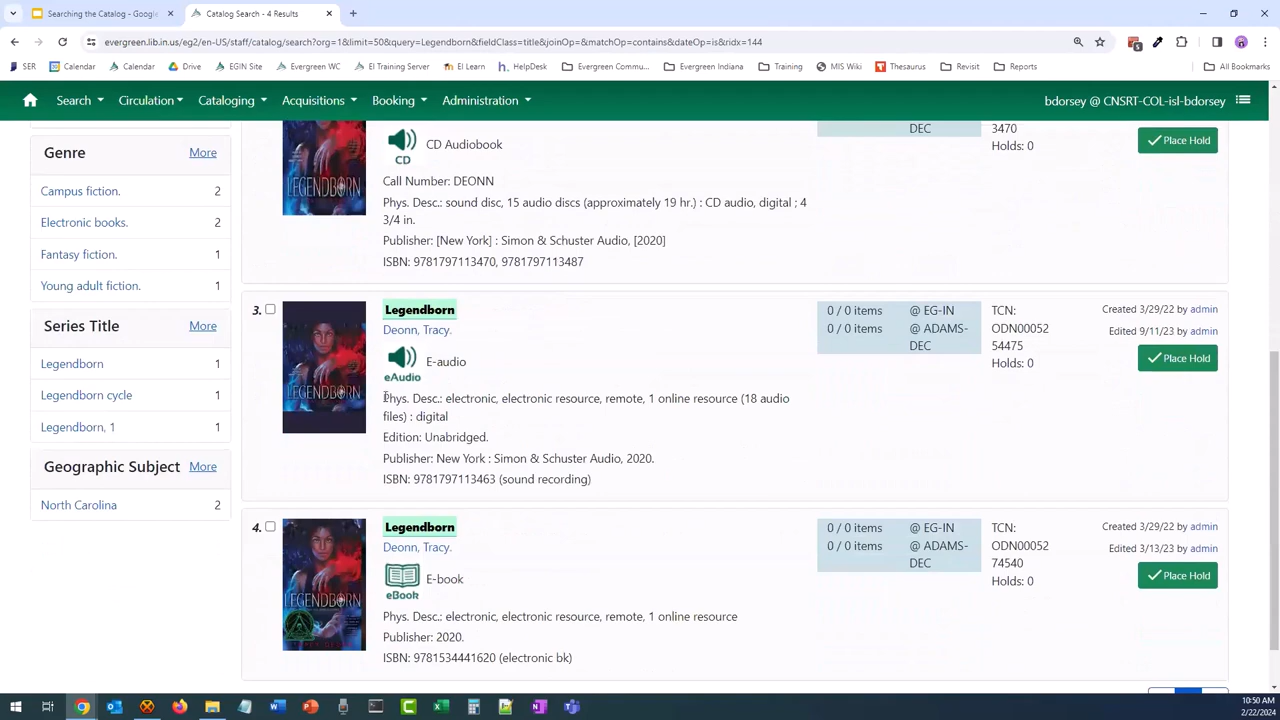 Searching the Catalog - Google
Catalog Search - 4 Results
evergreen.lib.in.us/eg2/en-US/staff/catalog/search?org=1&limit=50&query=Legendborn&fieldClass=title&joinOp=&matchOp=contains&dateOp=is&ridx=144
SER
Calendar
Calendar
Drive
EGIN Site
Evergreen WC
EI Training Server
EI Learn
HelpDesk
Evergreen Commu...
Evergreen Indiana
Training
MIS Wiki
Thesaurus
Revisit
Reports
All Bookmarks
Search
Circulation
Cataloging
Acquisitions
Booking
Administration
bdorsey @ CNSRT-COL-isl-bdorsey
Genre
More
Campus fiction.
2
Electronic books.
2
Fantasy fiction.
1
Young adult fiction.
1
Series Title
More
Legendborn
1
Legendborn cycle
1
Legendborn, 1
1
Geographic Subject
More
North Carolina
2
LEGENDBORN
CD
CD Audiobook
Call Number: DEONN
Phys. Desc.: sound disc, 15 audio discs (approximately 19 hr.) : CD audio, digital ; 4
3/4 in.
Publisher: [New York] : Simon & Schuster Audio, [2020]
ISBN: 9781797113470, 9781797113487
DEC
3470
Holds: 0
Place Hold
3.
LEGENDBORN
Legendborn
Deonn, Tracy.
eAudio
E-audio
Phys. Desc.: electronic, electronic resource, remote, 1 online resource (18 audio
files) : digital
Edition: Unabridged.
Publisher: New York : Simon & Schuster Audio, 2020.
ISBN: 9781797113463 (sound recording)
0 / 0 items @ EG-IN
0 / 0 items @ ADAMS-
DEC
TCN:
ODN00052
54475
Holds: 0
Created 3/29/22 by admin
Edited 9/11/23 by admin
Place Hold
4.
LEGENDBORN
Legendborn
Deonn, Tracy.
eBook
E-book
Phys. Desc.: electronic, electronic resource, remote, 1 online resource
Publisher: 2020.
ISBN: 9781534441620 (electronic bk)
0 / 0 items @ EG-IN
0 / 0 items @ ADAMS-
DEC
TCN:
ODN00052
74540
Holds: 0
Created 3/29/22 by admin
Edited 3/13/23 by admin
Place Hold
10:50 AM
2/22/2024